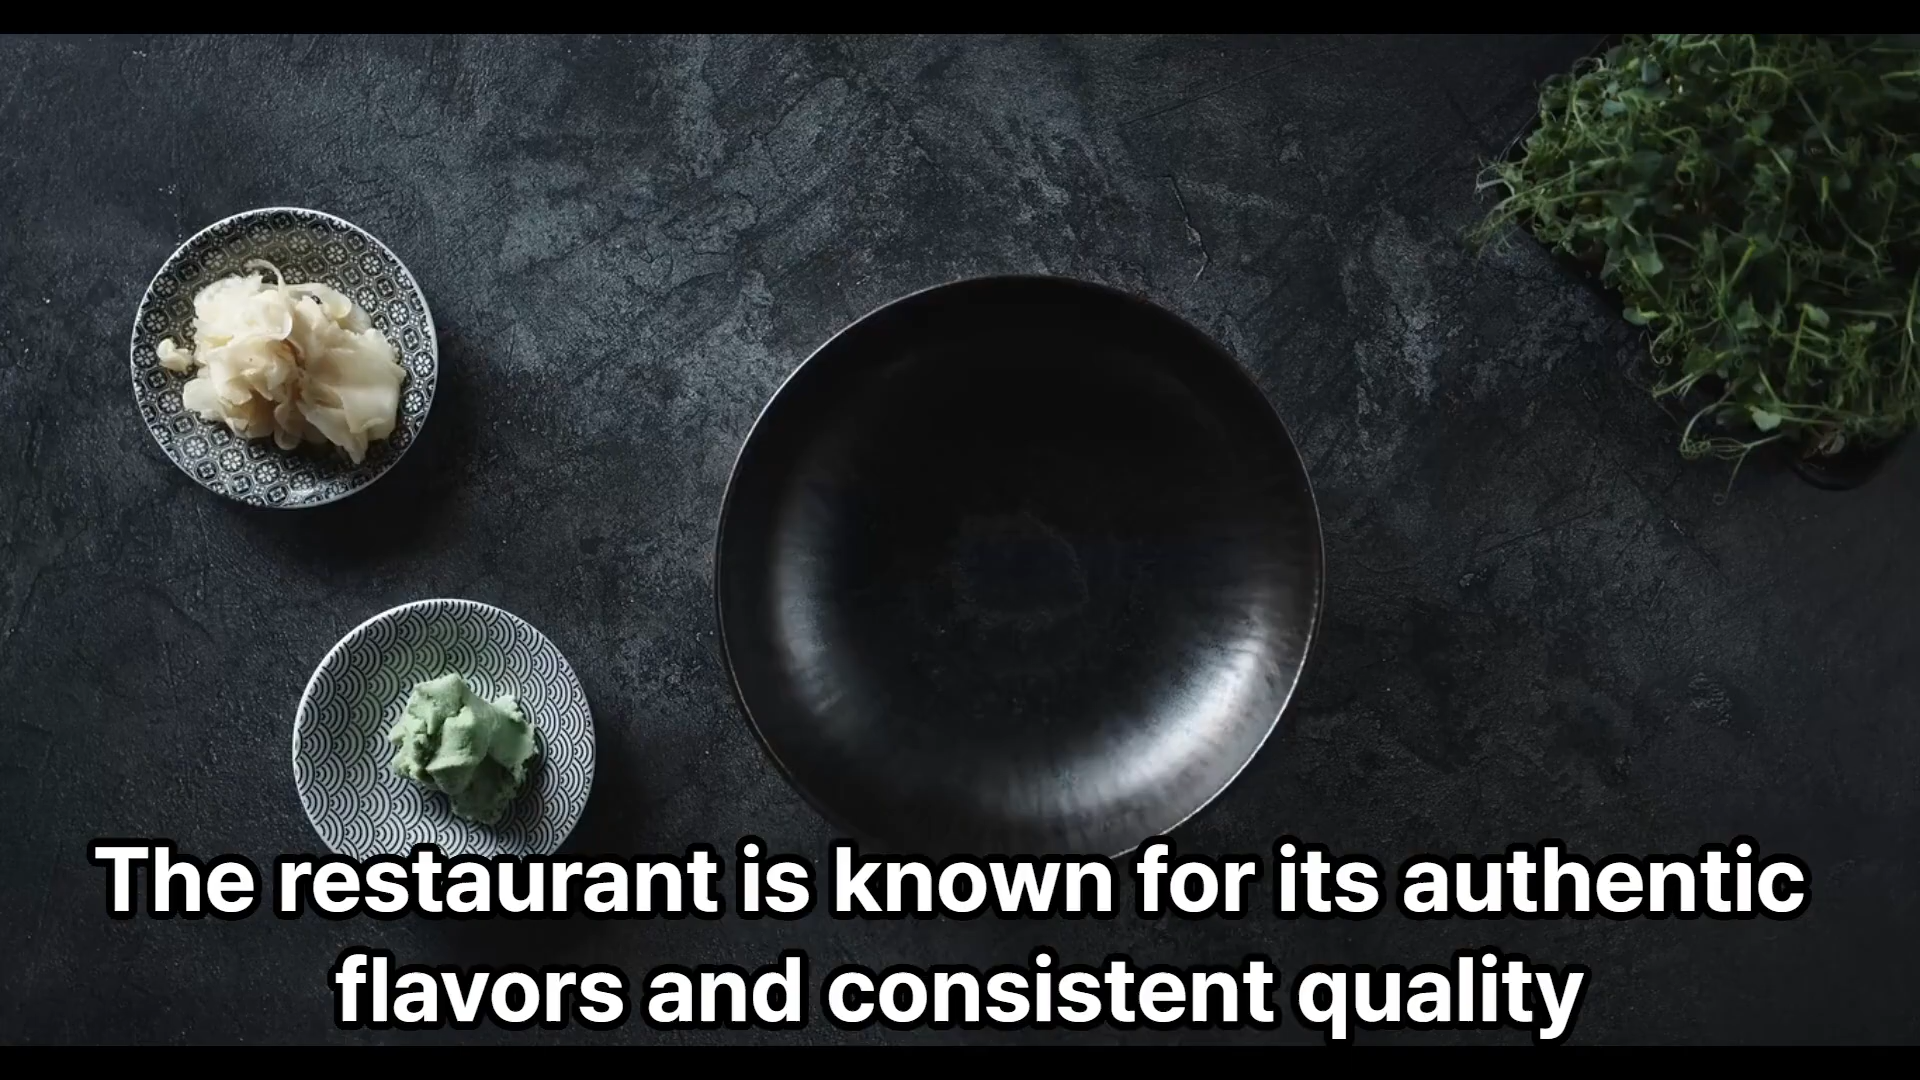 The restaurant is known for its authentic
flavors and consistent quality